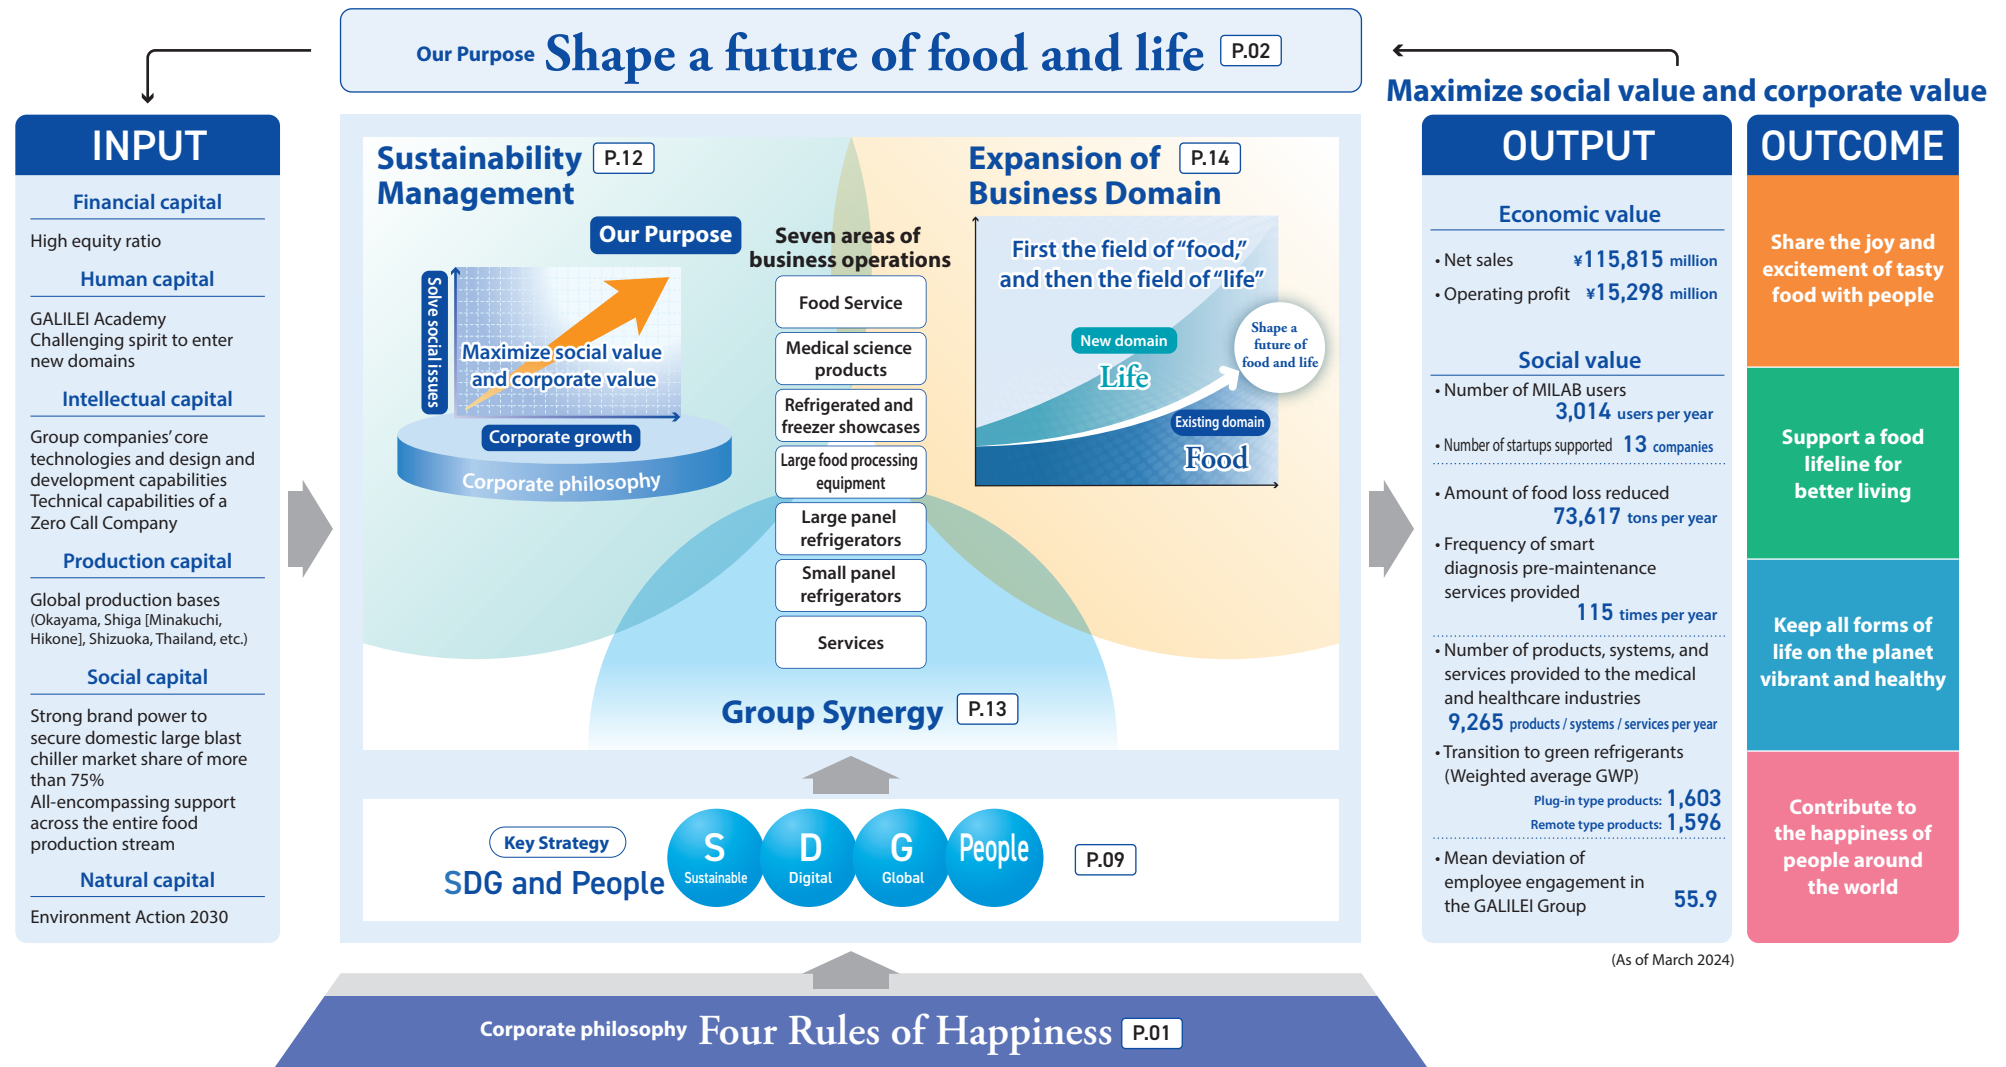 Our Purpose Shape a future of food and life P.02
Maximize social value and corporate value
INPUT
Financial capital
High equity ratio
Human capital
GALILEI Academy
Challenging spirit to enter
new domains
Intellectual capital
Group companies' core
technologies and design and
development capabilities
Technical capabilities of a
Zero Call Company
Production capital
Global production bases
(Okayama, Shiga [Minakuchi,
Hikone], Shizuoka, Thailand, etc.)
Social capital
Strong brand power to
secure domestic large blast
chiller market share of more
than 75%
All-encompassing support
across the entire food
production stream
Natural capital
Environment Action 2030
Sustainability P.12
Management
Our Purpose
Solve social issues
Maximize social value
and corporate value
Corporate growth
Corporate philosophy
Seven areas of
business operations
Food Service
Medical science
products
Refrigerated and
freezer showcases
Large food processing
equipment
Large panel
refrigerators
Small panel
refrigerators
Services
Expansion of P.14
Business Domain
First the field of “food,”
and then the field of “life”
New domain
Life
Shape a
future of
food and life
Existing domain
Food
Group Synergy P.13
Key Strategy
SDG and People
S
Sustainable
D
Digital
G
Global
People
P.09
Corporate philosophy Four Rules of Happiness P.01
OUTPUT
Economic value
• Net sales ¥115,815 million
• Operating profit ¥15,298 million
Social value
• Number of MILAB users
3,014 users per year
• Number of startups supported 13 companies
• Amount of food loss reduced
73,617 tons per year
• Frequency of smart
diagnosis pre-maintenance
services provided
115 times per year
• Number of products, systems, and
services provided to the medical
and healthcare industries
9,265 products / systems / services per year
• Transition to green refrigerants
(Weighted average GWP)
Plug-in type products: 1,603
Remote type products: 1,596
• Mean deviation of
employee engagement in
the GALILEI Group 55.9
(As of March 2024)
OUTCOME
Share the joy and
excitement of tasty
food with people
Support a food
lifeline for
better living
Keep all forms of
life on the planet
vibrant and healthy
Contribute to
the happiness of
people around
the world